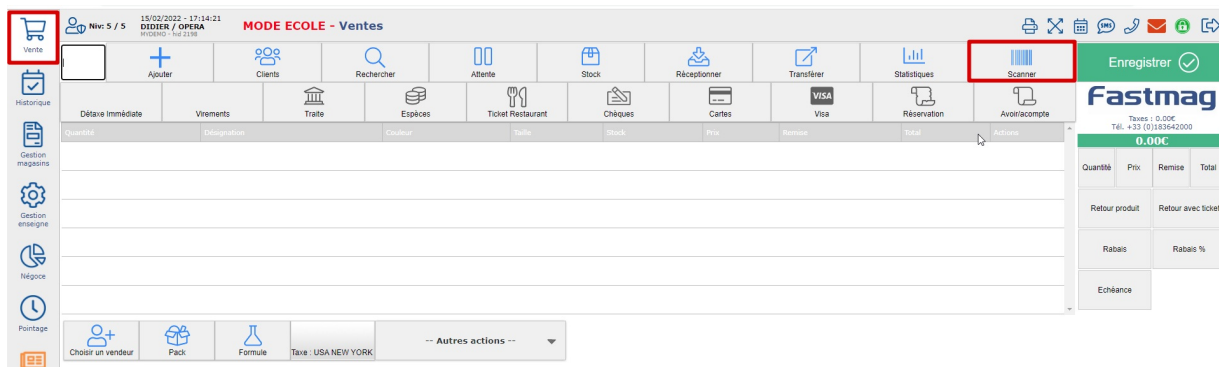 Vente
Niv: 5 / 5
15/02/2022 - 17:14:21
DIDIER / OPERA
MYDEMO - hid 2198
MODE ECOLE - Ventes
SMS
Ajouter
Clients
Rechercher
Attente
Stock
Réceptionner
Transférer
Statistiques
Scanner
Enregistrer
Historique
Détaxe Immédiate
Virements
Traite
Espèces
Ticket Restaurant
Chèques
Cartes
VISA
Visa
Réservation
Avoir/acompte
Fastmag
Taxes : 0.00€
Tél. +33 (0)183642000
0.00€
Quantité
Désignation
Couleur
Taille
Stock
Prix
Remise
Total
Actions
Gestion
magasins
Quantité
Prix
Remise
Total
Gestion
enseigne
Retour produit
Retour avec ticket
Négoce
Rabais
Rabais %
Echéance
Pointage
Choisir un vendeur
Pack
Formule
Taxe : USA NEW YORK
-- Autres actions --